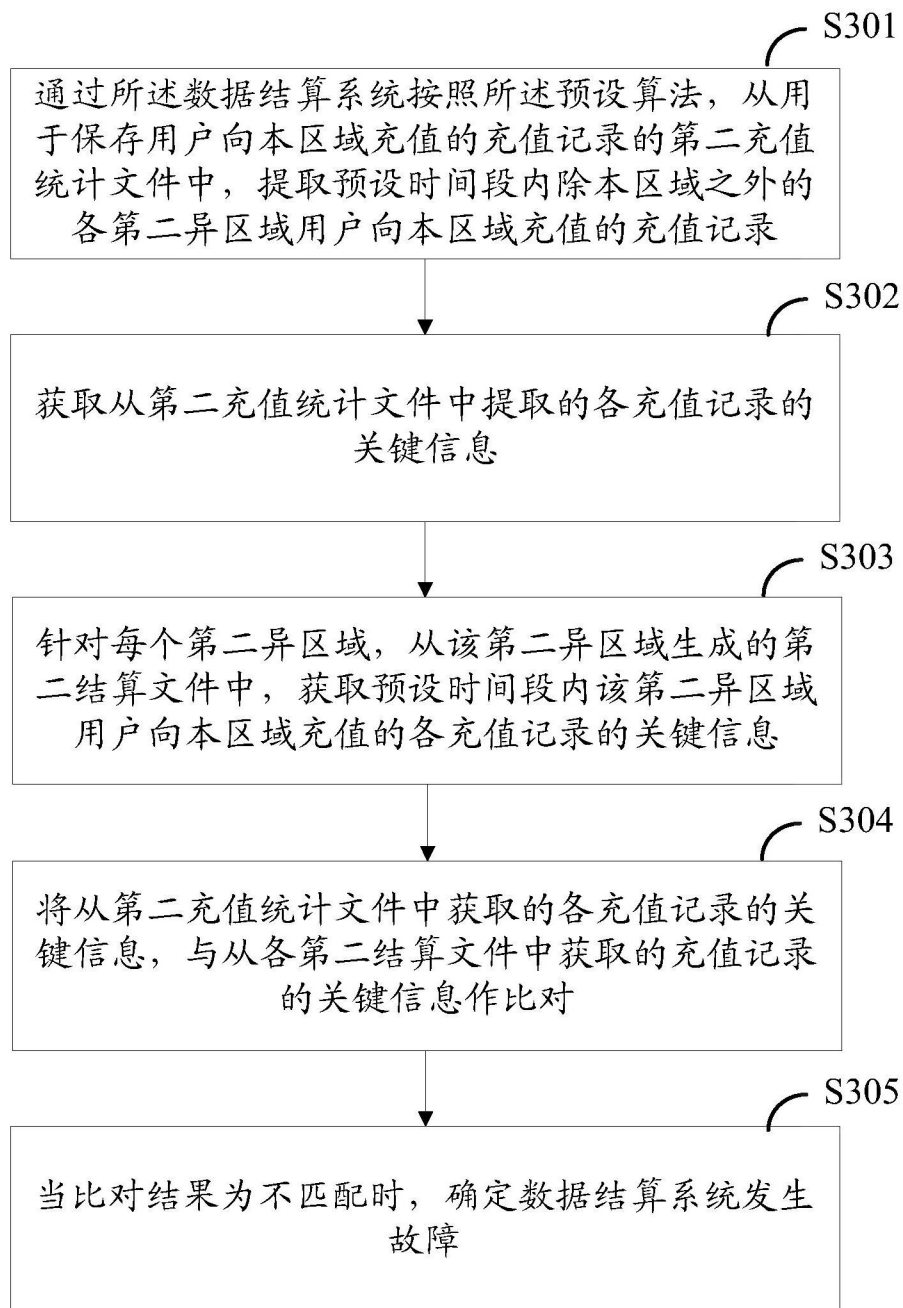 S301
通过所述数据结算系统按照所述预设算法，从用
于保存用户向本区域充值的充值记录的第二充值
统计文件中，提取预设时间段内除本区域之外的
各第二异区域用户向本区域充值的充值记录
S302
获取从第二充值统计文件中提取的各充值记录的
关键信息
S303
针对每个第二异区域，从该第二异区域生成的第
二结算文件中，获取预设时间段内该第二异区域
用户向本区域充值的各充值记录的关键信息
S304
将从第二充值统计文件中获取的各充值记录的关
键信息，与从各第二结算文件中获取的充值记录
的关键信息作比对
S305
当比对结果为不匹配时，确定数据结算系统发生
故障